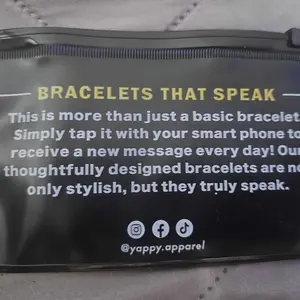 BRACELETS THAT SPEAK
This is more than just a basic bracelet.
Simply tap it with your smart phone to
receive a new message every day! Our
thoughtfully designed bracelets are not
only stylish, but they truly speak.
@yappy.apparel